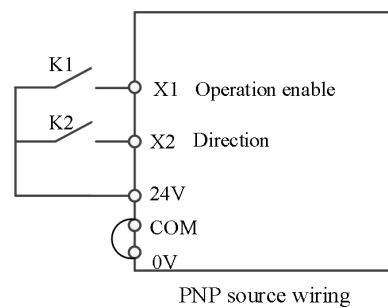 K1
X1 Operation enable
K2
X2 Direction
24V
COM
0V
PNP source wiring